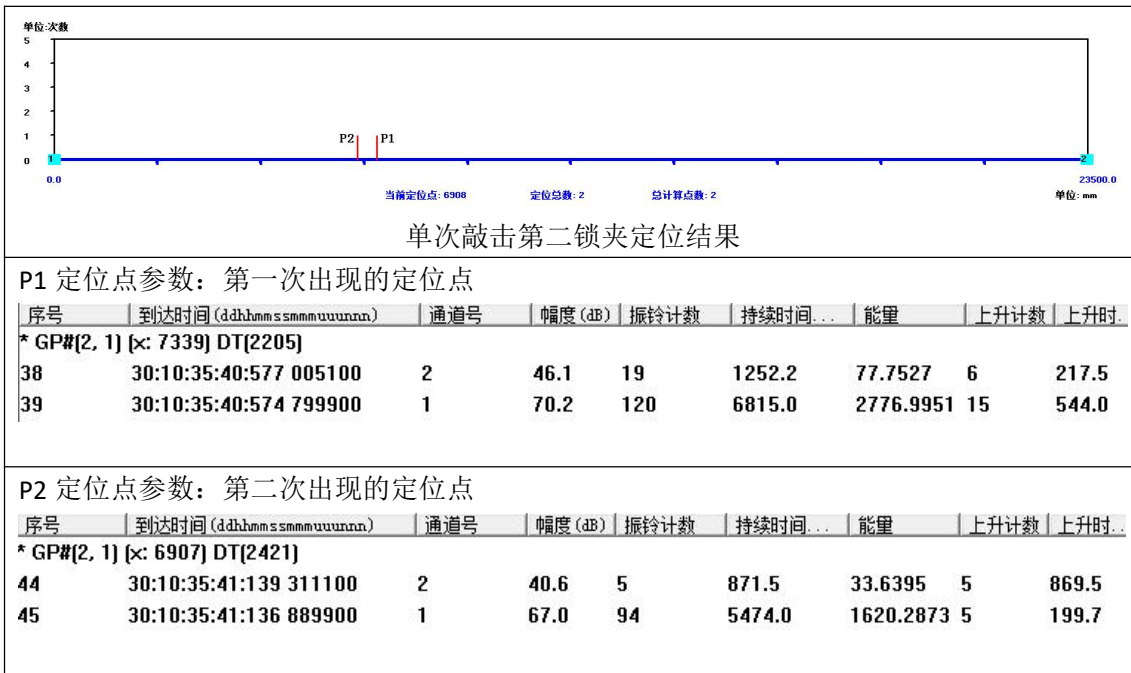 单位:次数
5
4
3
2
1
0
P2 P1
1 2
0.0 23500.0
当前定位点: 6908 定位总数: 2 总计算点数: 2 单位: mm
单次敲击第二锁夹定位结果
P1 定位点参数：第一次出现的定位点
序号 到达时间(ddhhmmssmmmuuunnn) 通道号 幅度(dB) 振铃计数 持续时间... 能量 上升计数 上升时.
* GP#(2, 1) (x: 7339) DT(2205)
38 30:10:35:40:577 005100 2 46.1 19 1252.2 77.7527 6 217.5
39 30:10:35:40:574 799900 1 70.2 120 6815.0 2776.9951 15 544.0
P2 定位点参数：第二次出现的定位点
序号 到达时间(ddhhmmssmmmuuunnn) 通道号 幅度(dB) 振铃计数 持续时间... 能量 上升计数 上升时..
* GP#(2, 1) (x: 6907) DT(2421)
44 30:10:35:41:139 311100 2 40.6 5 871.5 33.6395 5 869.5
45 30:10:35:41:136 889900 1 67.0 94 5474.0 1620.2873 5 199.7